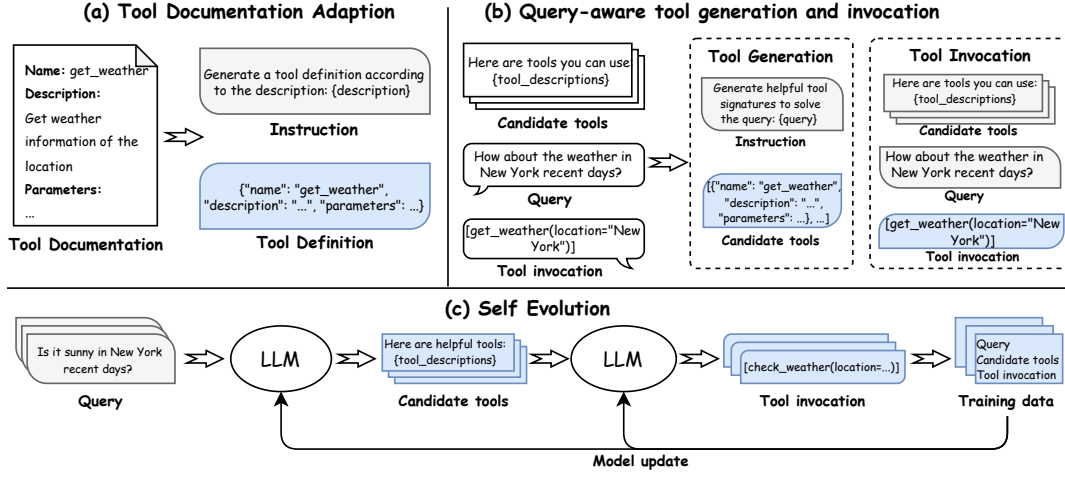 (a) Tool Documentation Adaption
Name: get_weather
Description:
Get weather
information of the
location
Parameters:
...
Tool Documentation
Generate a tool definition according
to the description: {description}
Instruction
{"name": "get_weather",
"description": "...", "parameters": ...}
Tool Definition
(b) Query-aware tool generation and invocation
Here are tools you can use:
{tool_descriptions}
Candidate tools
How about the weather in
New York recent days?
Query
[get_weather(location="New
York")]
Tool invocation
Tool Generation
Generate helpful tool
signatures to solve
the query: {query}
Instruction
[{"name": "get_weather",
"description": "...",
"parameters": ...}, ...]
Candidate tools
Tool Invocation
Here are tools you can use:
{tool_descriptions}
Candidate tools
How about the weather in
New York recent days?
Query
[get_weather(location="New
York")]
Tool invocation
(c) Self Evolution
Is it sunny in New York
recent days?
Query
LLM
Here are helpful tools:
{tool_descriptions}
Candidate tools
LLM
[check_weather(location=...)]
Tool invocation
Query
Candidate tools
Tool invocation
Training data
Model update